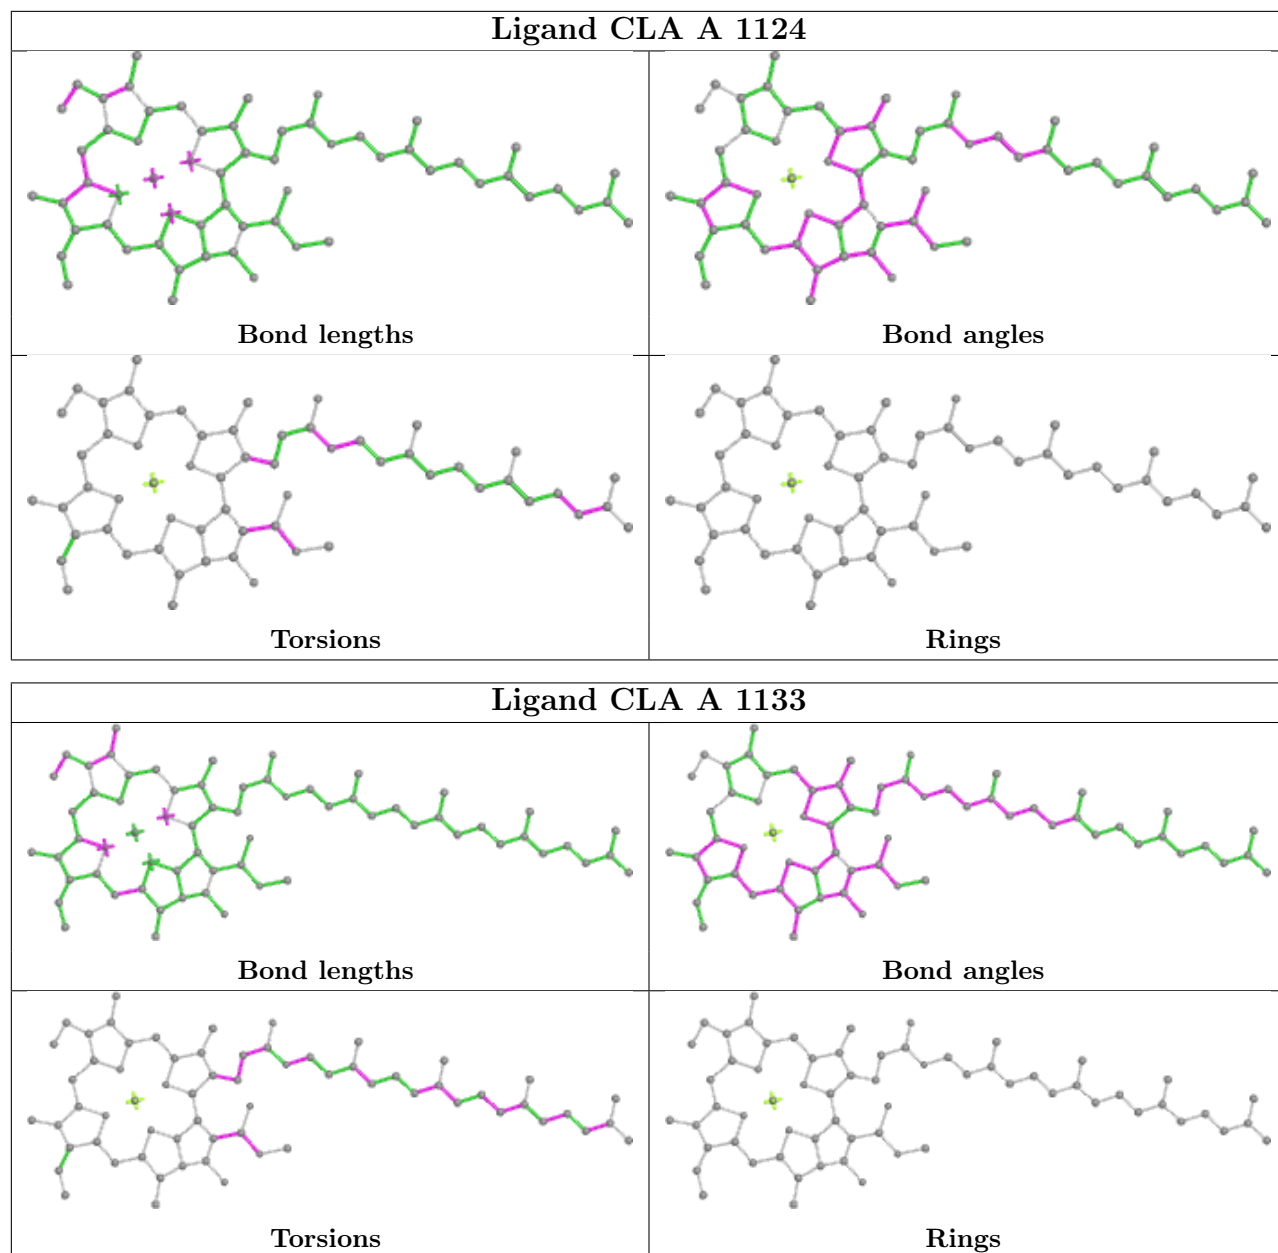 Ligand CLA A 1124
Bond lengths
Bond angles
Torsions
Rings
Ligand CLA A 1133
Bond lengths
Bond angles
Torsions
Rings